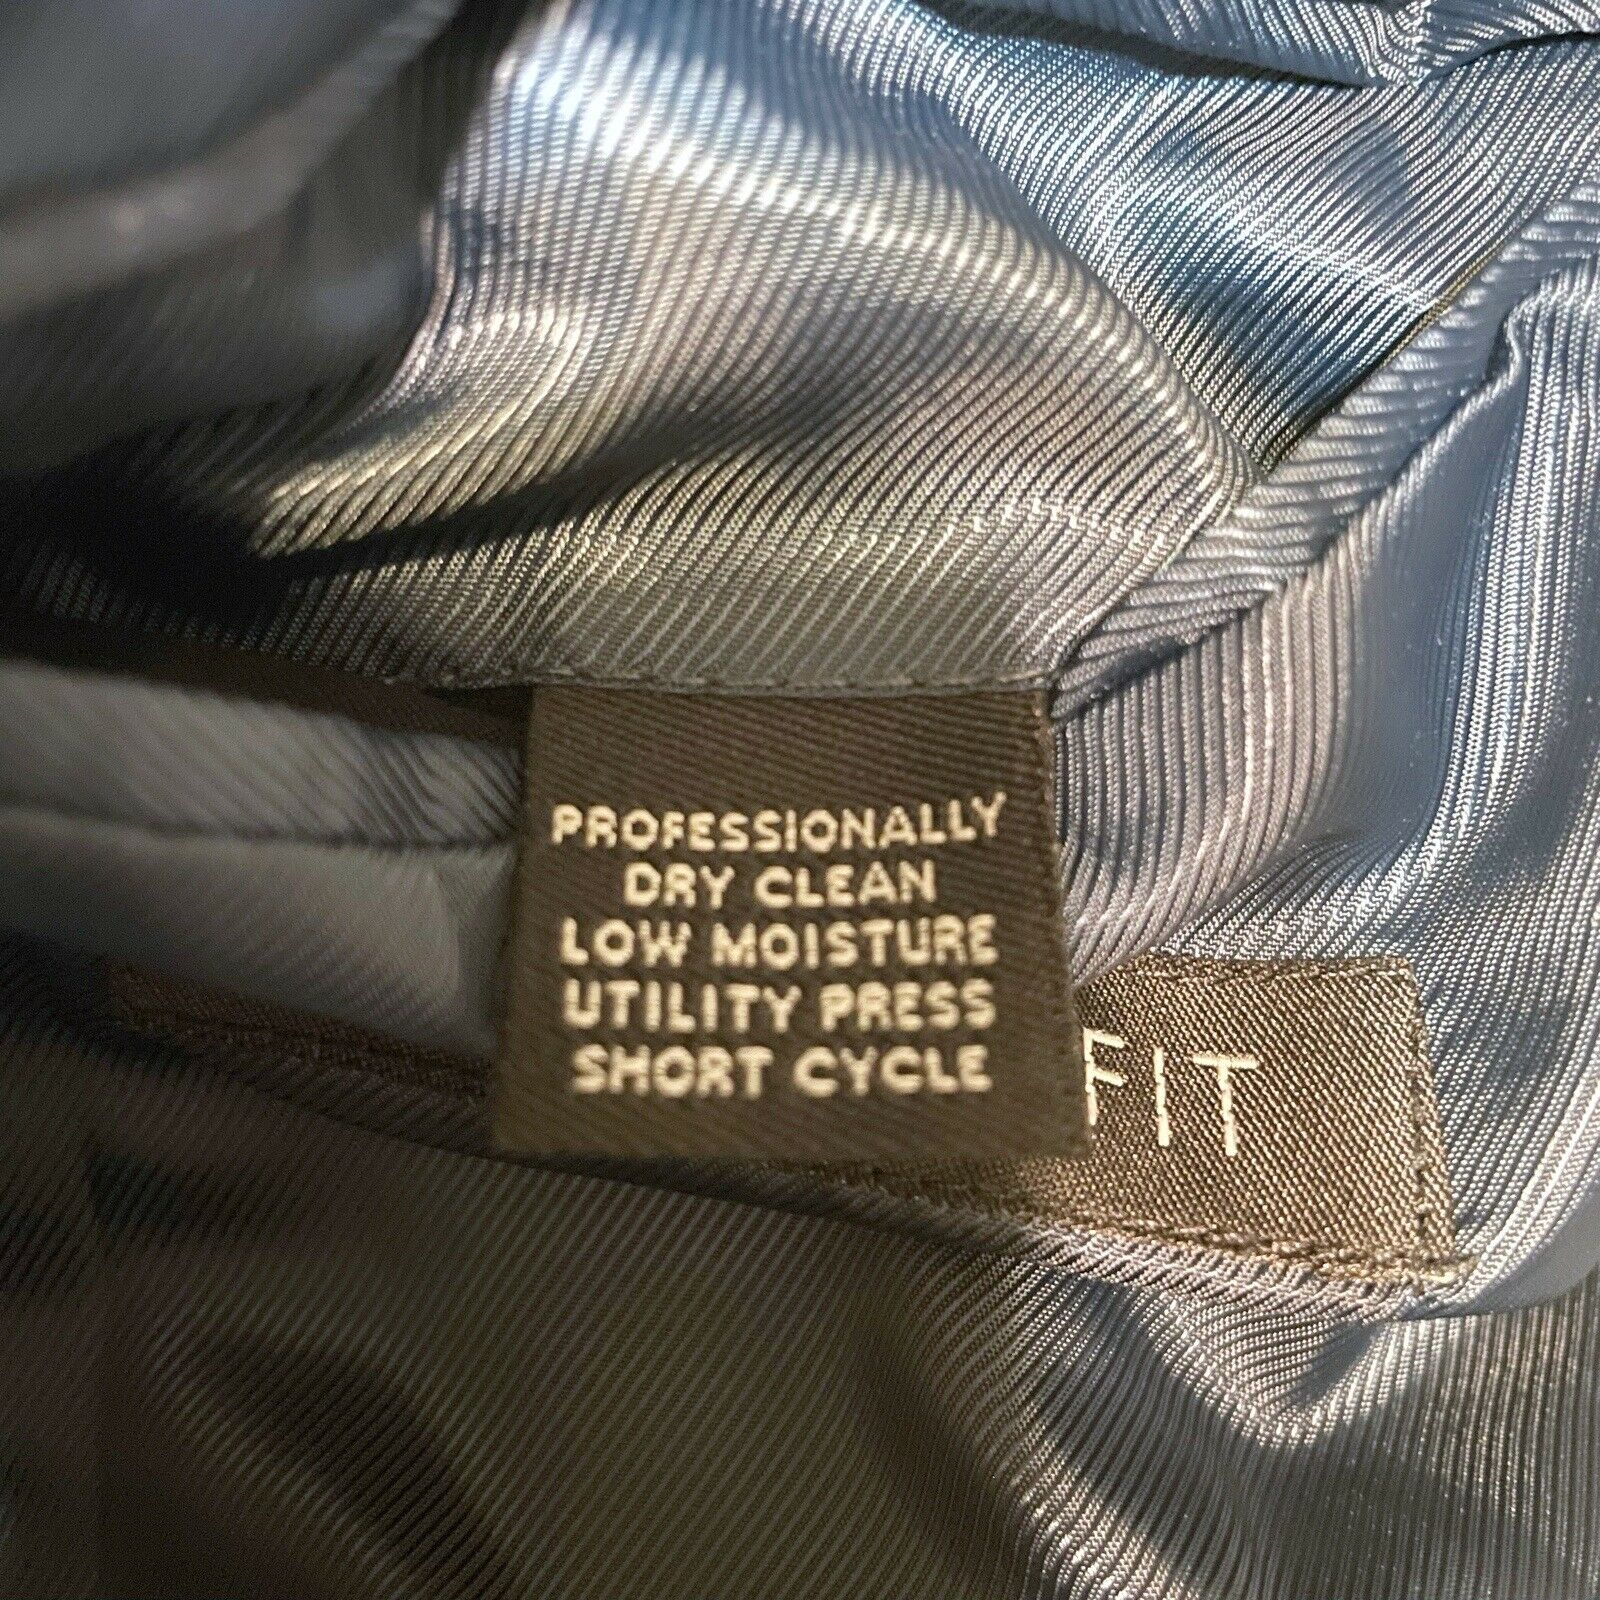 PROFESSIONALLY
DRY CLEAN
LOW MOISTURE
UTILITY PRESS
SHORT CYCLE
FIT